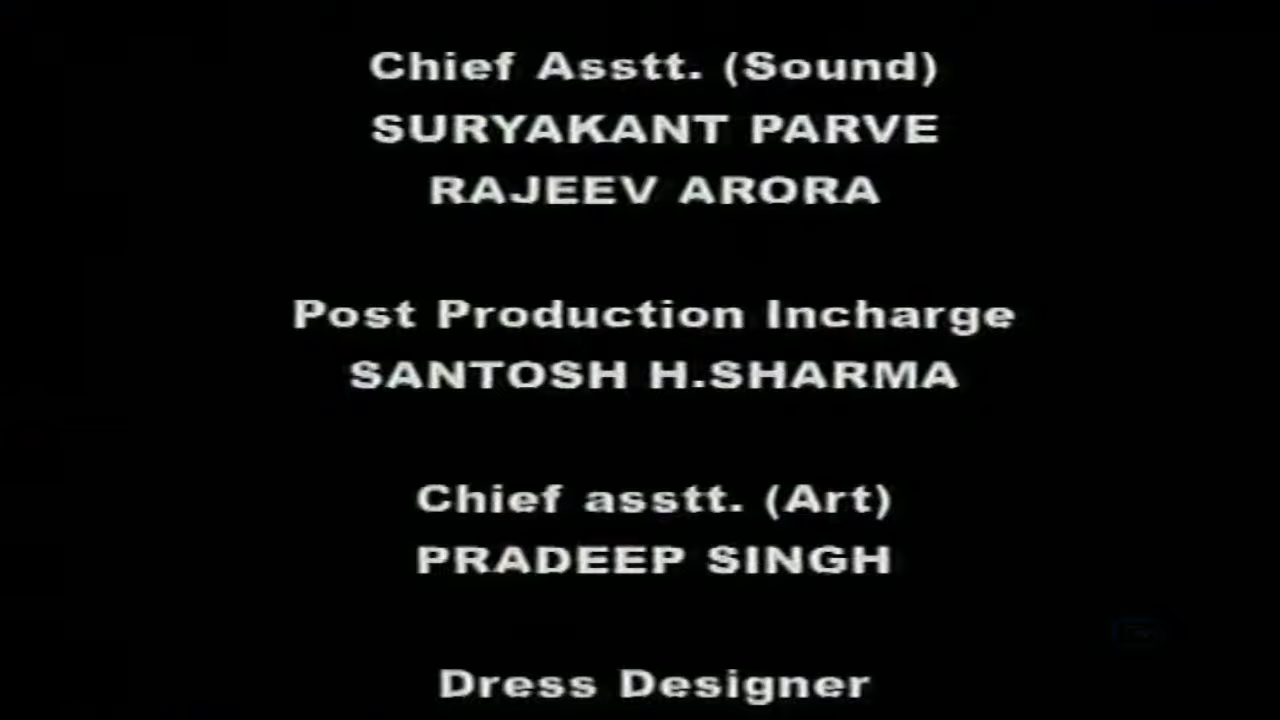 Chief Asstt. (Sound)
SURYAKANT PARVE
RAJEEV ARORA
Post Production Incharge
SANTOSH H.SHARMA
Chief asstt. (Art)
PRADEEP SINGH
Dress Designer